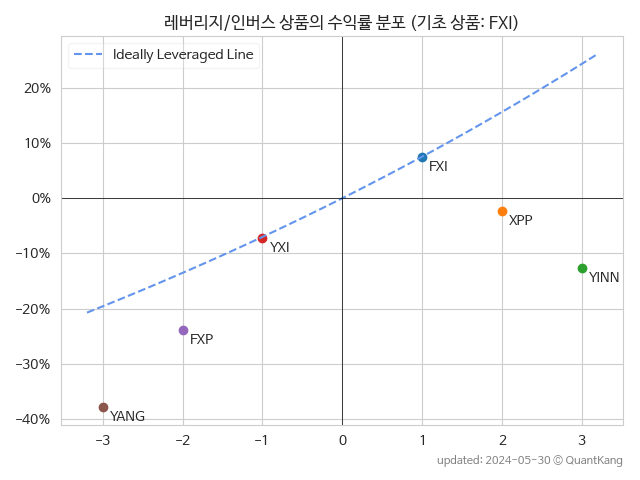 레버리지/인버스 상품의 수익률 분포 (기초 상품: FXI)
Ideally Leveraged Line
20%
10%
0%
−10%
−20%
−30%
−40%
FXI
XPP
YXI
YINN
FXP
YANG
−3 −2 −1 0 1 2 3
updated: 2024-05-30 © QuantKang